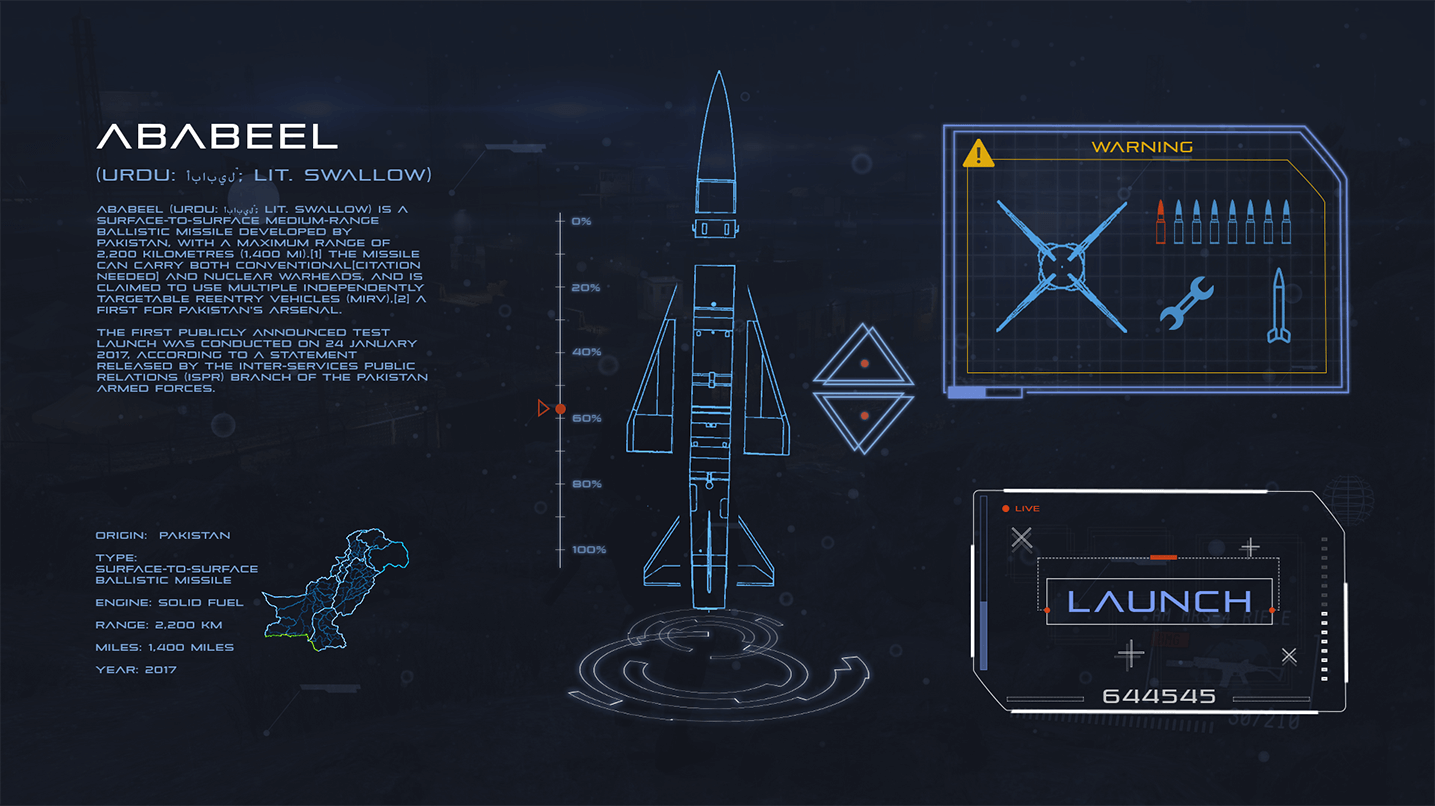 ABABEEL
(URDU: ابابیل; LIT. SWALLOW)
ABABEEL (URDU: ابابیل; LIT. SWALLOW) IS A
SURFACE-TO-SURFACE MEDIUM-RANGE
BALLISTIC MISSILE DEVELOPED BY
PAKISTAN, WITH A MAXIMUM RANGE OF
2,200 KILOMETRES (1,400 MI).[1] THE MISSILE
CAN CARRY BOTH CONVENTIONAL[CITATION
NEEDED] AND NUCLEAR WARHEADS, AND IS
CLAIMED TO USE MULTIPLE INDEPENDENTLY
TARGETABLE REENTRY VEHICLES (MIRV),[2] A
FIRST FOR PAKISTAN'S ARSENAL.
THE FIRST PUBLICLY ANNOUNCED TEST
LAUNCH WAS CONDUCTED ON 24 JANUARY
2017, ACCORDING TO A STATEMENT
RELEASED BY THE INTER-SERVICES PUBLIC
RELATIONS (ISPR) BRANCH OF THE PAKISTAN
ARMED FORCES.
ORIGIN: PAKISTAN
TYPE:
SURFACE-TO-SURFACE
BALLISTIC MISSILE
ENGINE: SOLID FUEL
RANGE: 2,200 KM
MILES: 1,400 MILES
YEAR: 2017
0%
20%
40%
60%
80%
100%
WARNING
LIVE
LAUNCH
RIFLE
644545
30/210